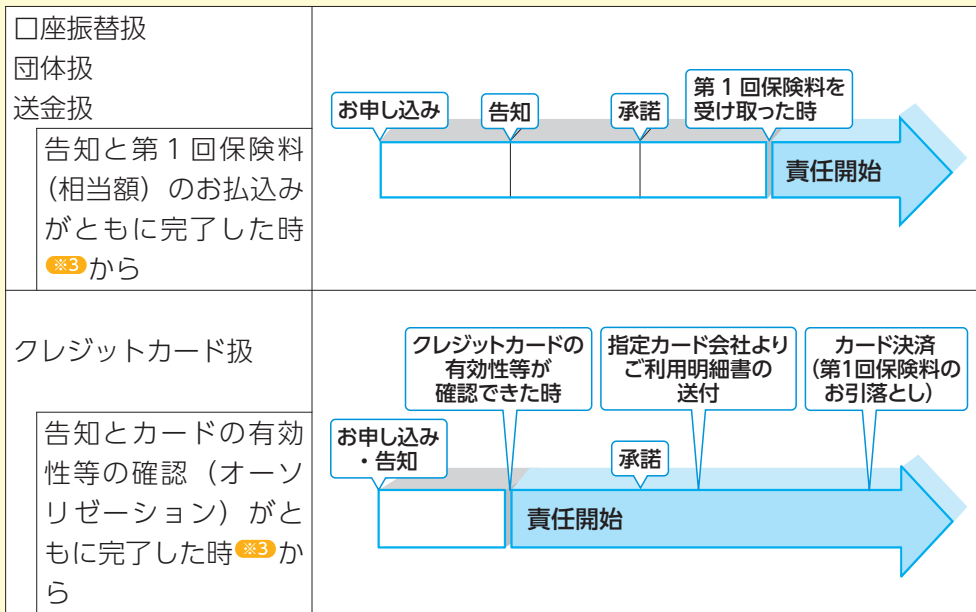 口座振替扱
団体扱
送金扱
告知と第1回保険料
(相当額)のお払込み
がともに完了した時
※3から
お申し込み
告知
承諾
第1回保険料を
受け取った時
責任開始
クレジットカード扱
告知とカードの有効
性等の確認(オーソ
リゼーション)がと
もに完了した時※3か
ら
お申し込み
・告知
クレジットカードの
有効性等が
確認できた時
指定カード会社より
ご利用明細書の
送付
カード決済
(第1回保険料の
お引落とし)
承諾
責任開始